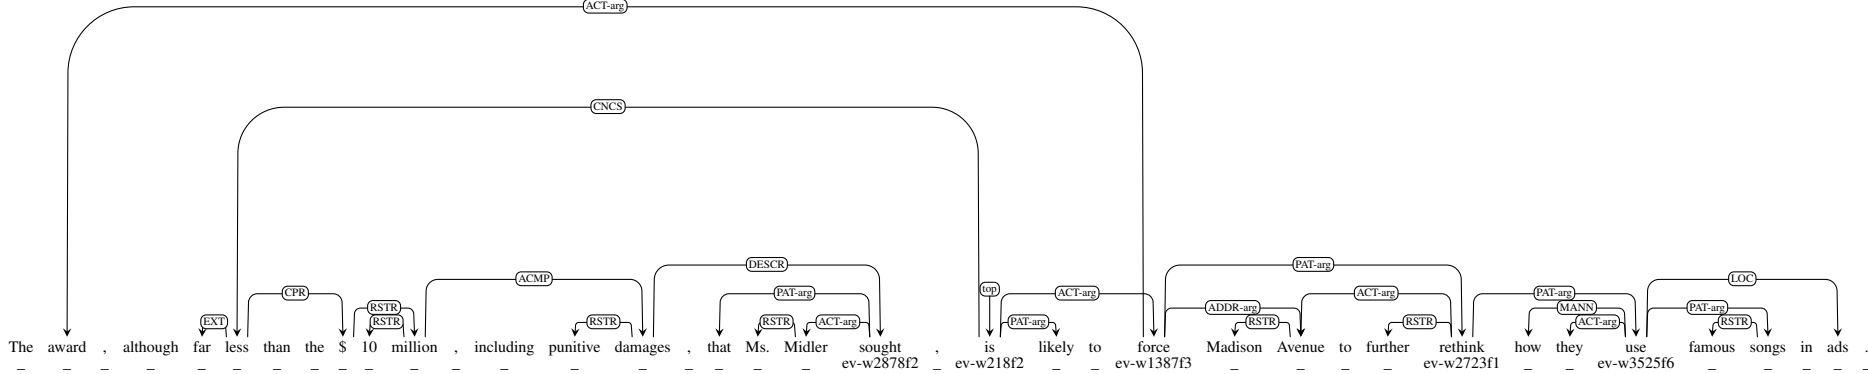 ACT-arg
CNCS
DESCR PAT-arg
ACMP top LOC
CPR PAT-arg ACT-arg ACT-arg PAT-arg
RSTR ADDR-arg MANN PAT-arg
EXT RSTR RSTR RSTR ACT-arg PAT-arg RSTR RSTR ACT-arg RSTR
The award , although far less than the $ 10 million , including punitive damages , that Ms. Midler sought , is likely to force Madison Avenue to further rethink how they use famous songs in ads .
_ _ _ _ _ _ _ _ _ _ _ _ _ _ _ _ _ _ _ ev-w2878f2 _ ev-w218f2 _ _ ev-w1387f3 _ _ _ _ ev-w2723f1 _ _ ev-w3525f6 _ _ _ _ _